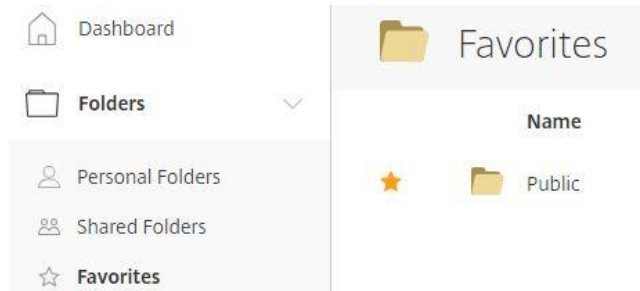 Dashboard
Folders
Personal Folders
Shared Folders
Favorites
Favorites
Name
Public